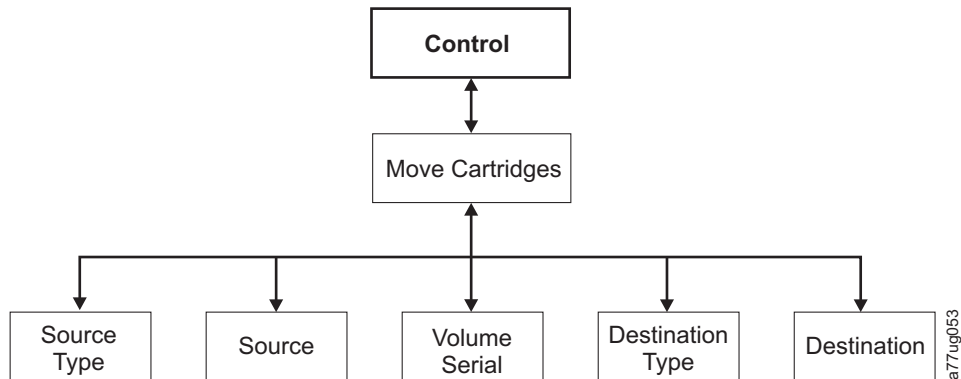 Control
Move Cartridges
Source
Type
Source
Volume
Serial
Destination
Type
Destination
a77ug053